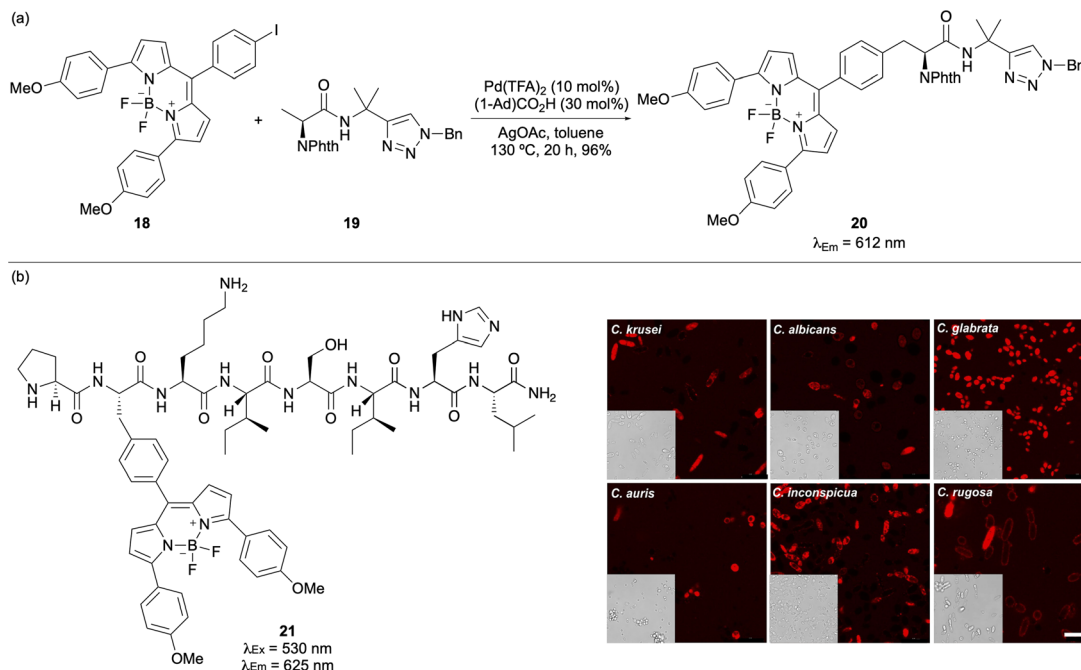 (a)
I
MeO
N
N
B
F
F
MeO
18
+
O
N
H
NPhth
N
N
N
Bn
19
Pd(TFA)2 (10 mol%)
(1-Ad)CO2H (30 mol%)
AgOAc, toluene
130 ºC, 20 h, 96%
O
N
H
NPhth
N
N
N
Bn
MeO
N
N
B
F
F
MeO
20
λEm = 612 nm
(b)
NH2
HN
N
OH
O
H
N
O
H
N
O
H
N
O
H
N
NH2
N
H
H
O
N
H
O
N
H
H
O
N
H
H
O
N
H
O
N
N
B
F
F
OMe
OMe
21
λEx = 530 nm
λEm = 625 nm
C. krusei
C. albicans
C. glabrata
C. auris
C. inconspicua
C. rugosa